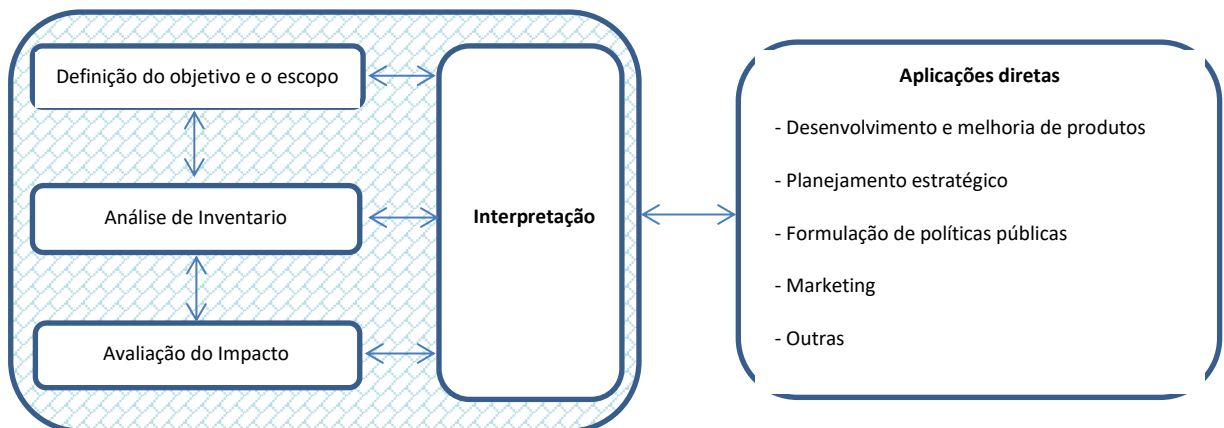 Definição do objetivo e o escopo
Análise de Inventario
Avaliação do Impacto
Interpretação
Aplicações diretas
- Desenvolvimento e melhoria de produtos
- Planejamento estratégico
- Formulação de políticas públicas
- Marketing
- Outras